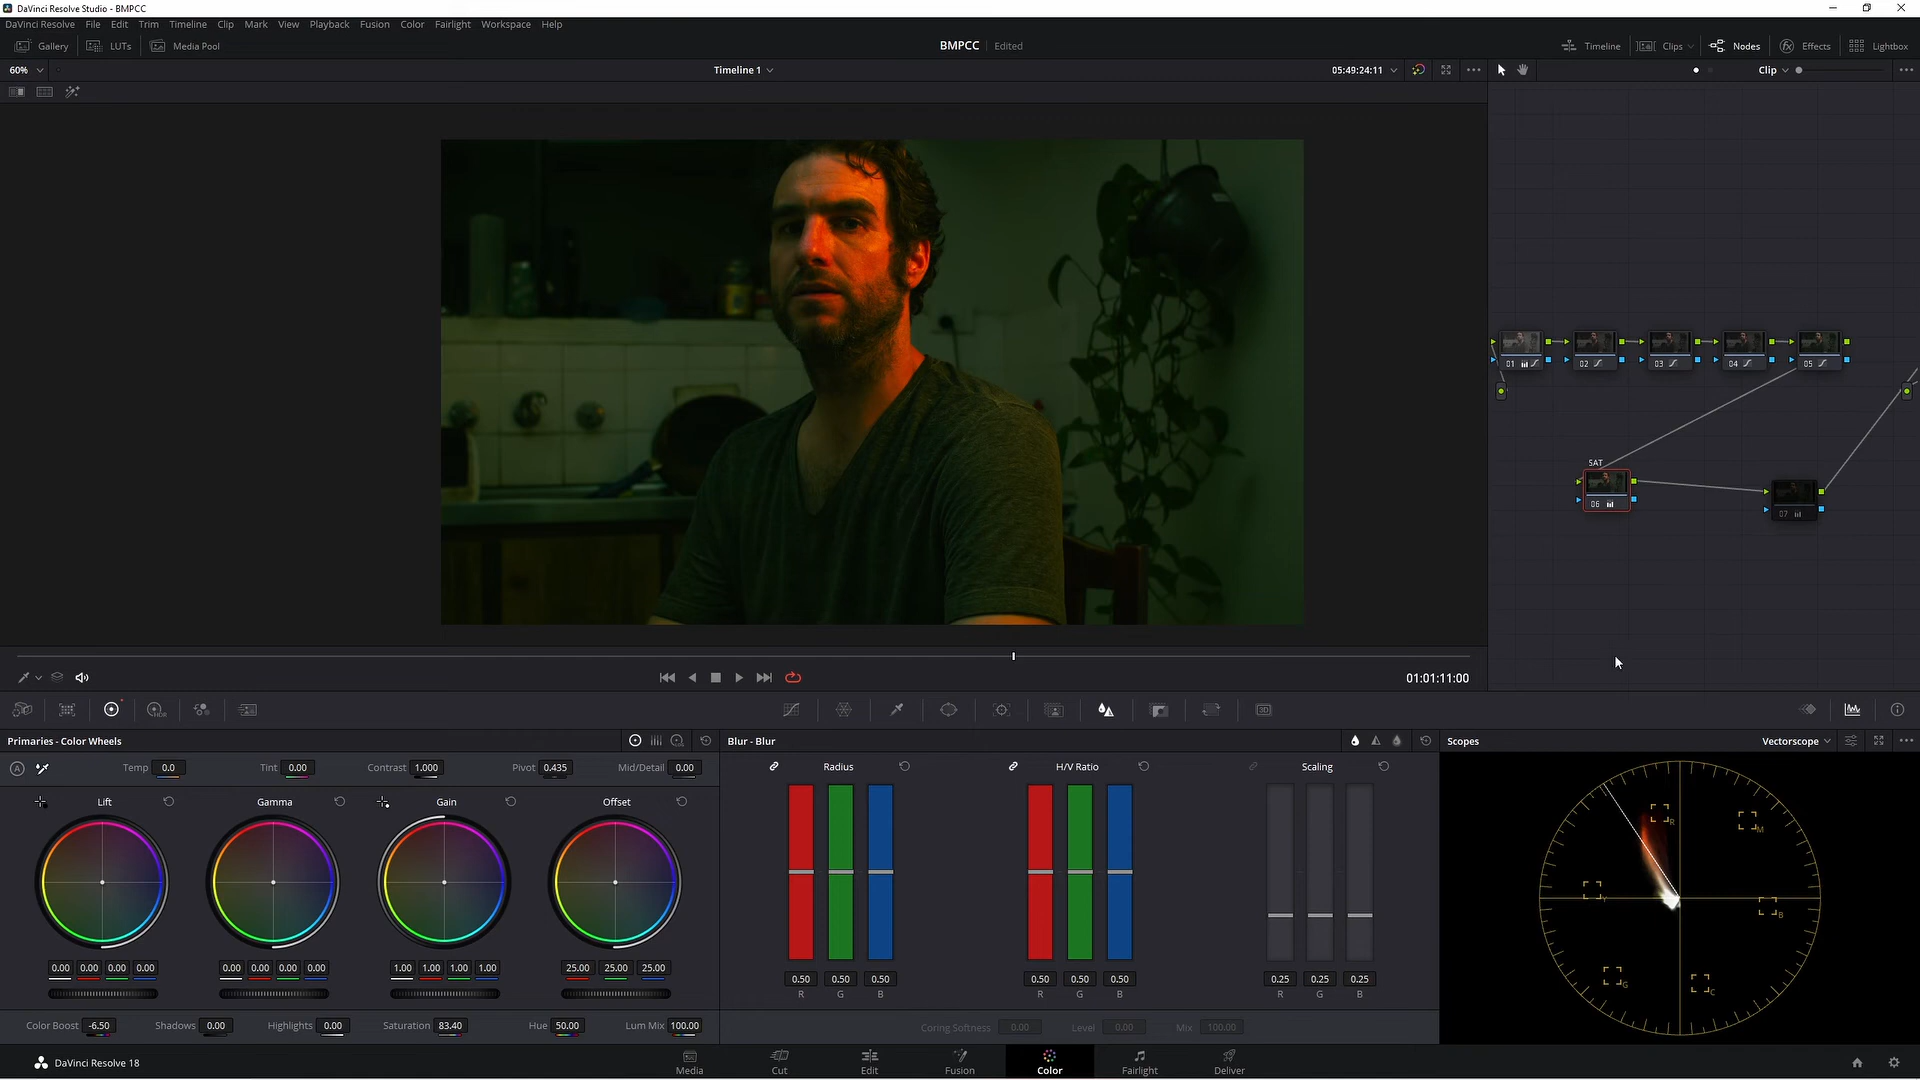 DaVinci Resolve Studio - BMPCC
DaVinci Resolve File Edit Trim Timeline Clip Mark View Playback Fusion Color Fairlight Workspace Help
Gallery LUTs Media Pool BMPCC Edited Timeline Clips Nodes Effects Lightbox
60% Timeline 1 05:49:24:11 Clip
01 02 03 04 05
SAT
06 07
01:01:11:00
HDR 3D
Primaries - Color Wheels Blur - Blur Scopes Vectorscope
A Temp 0.0 Tint 0.00 Contrast 1.000 Pivot 0.435 Mid/Detail 0.00 Radius H/V Ratio Scaling
Lift Gamma Gain Offset
R M
Y B
G C
0.00 0.00 0.00 0.00 0.00 0.00 0.00 0.00 1.00 1.00 1.00 1.00 25.00 25.00 25.00
0.50 0.50 0.50 0.50 0.50 0.50 0.25 0.25 0.25
R G B R G B R G B
Color Boost -6.50 Shadows 0.00 Highlights 0.00 Saturation 83.40 Hue 50.00 Lum Mix 100.00 Coring Softness 0.00 Level 0.00 Mix 100.00
DaVinci Resolve 18 Media Cut Edit Fusion Color Fairlight Deliver